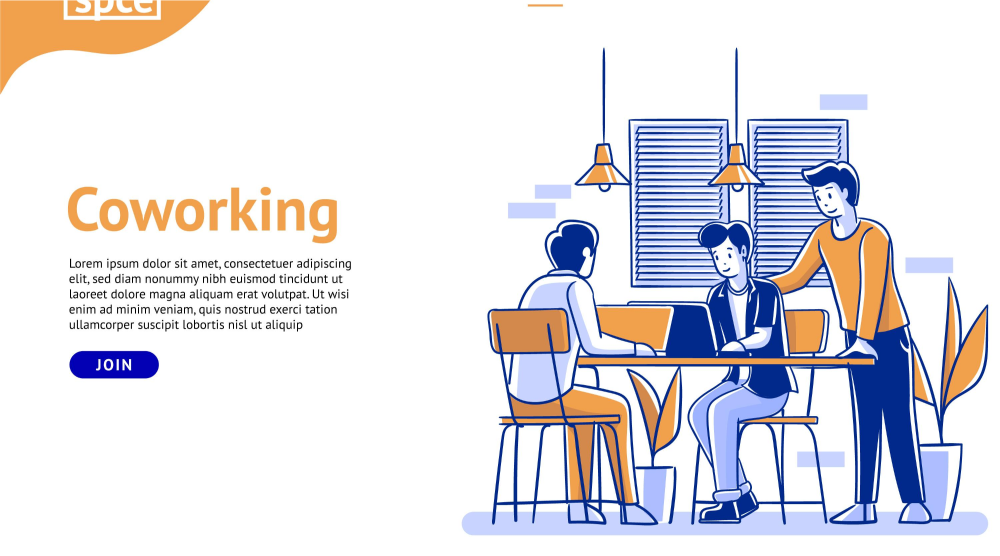 spce
Coworking
Lorem ipsum dolor sit amet, consectetuer adipiscing
elit, sed diam nonummy nibh euismod tincidunt ut
laoreet dolore magna aliquam erat volutpat. Ut wisi
enim ad minim veniam, quis nostrud exerci tation
ullamcorper suscipit lobortis nisl ut aliquip
JOIN